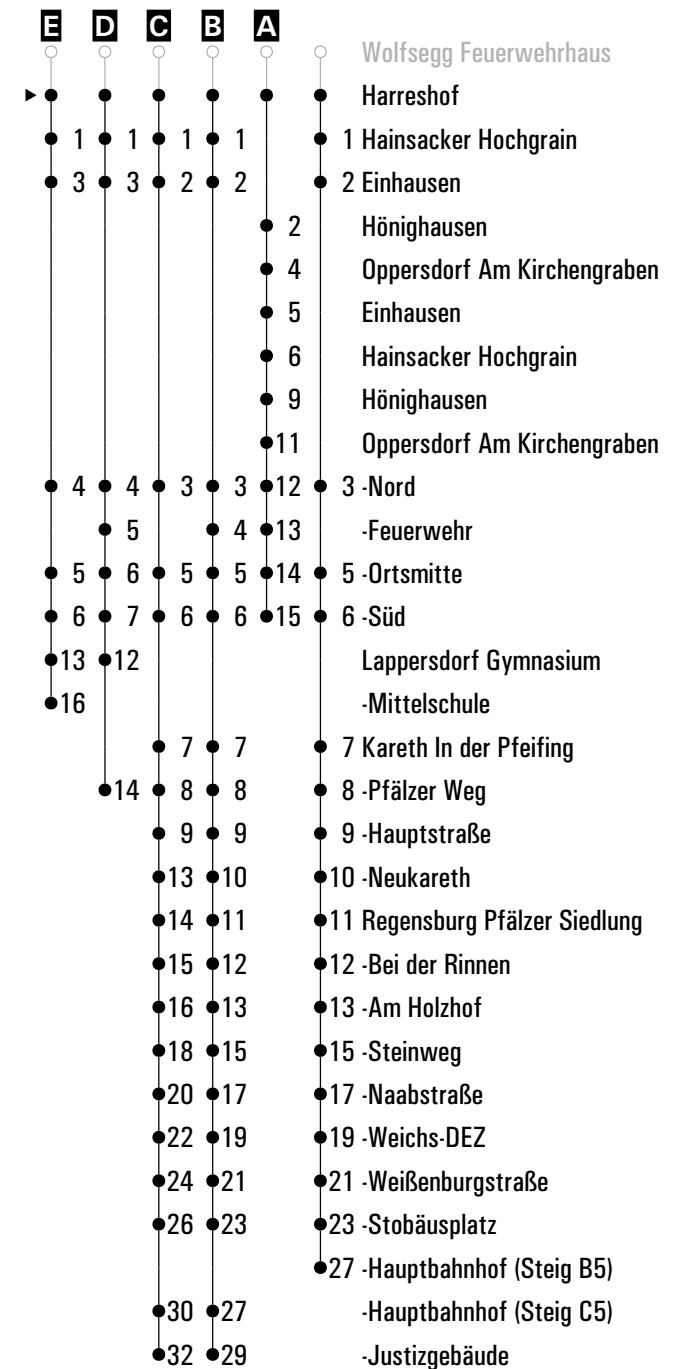 E D C B A
Wolfsegg Feuerwehrhaus
Harreshof
1 1 1 1 1 Hainsacker Hochgrain
3 3 2 2 2 Einhausen
2 Hönighausen
4 Oppersdorf Am Kirchengraben
5 Einhausen
6 Hainsacker Hochgrain
9 Hönighausen
11 Oppersdorf Am Kirchengraben
4 4 3 3 12 3 -Nord
5 4 13 -Feuerwehr
5 6 5 5 14 5 -Ortsmitte
6 7 6 6 15 6 -Süd
13 12 Lappersdorf Gymnasium
16 -Mittelschule
7 7 7 Kareth In der Pfeifing
14 8 8 8 -Pfälzer Weg
9 9 9 -Hauptstraße
13 10 10 -Neukareth
14 11 11 Regensburg Pfälzer Siedlung
15 12 12 -Bei der Rinnen
16 13 13 -Am Holzhof
18 15 15 -Steinweg
20 17 17 -Naabstraße
22 19 19 -Weichs-DEZ
24 21 21 -Weißenburgstraße
26 23 23 -Stobäusplatz
27 -Hauptbahnhof (Steig B5)
30 27 -Hauptbahnhof (Steig C5)
32 29 -Justizgebäude